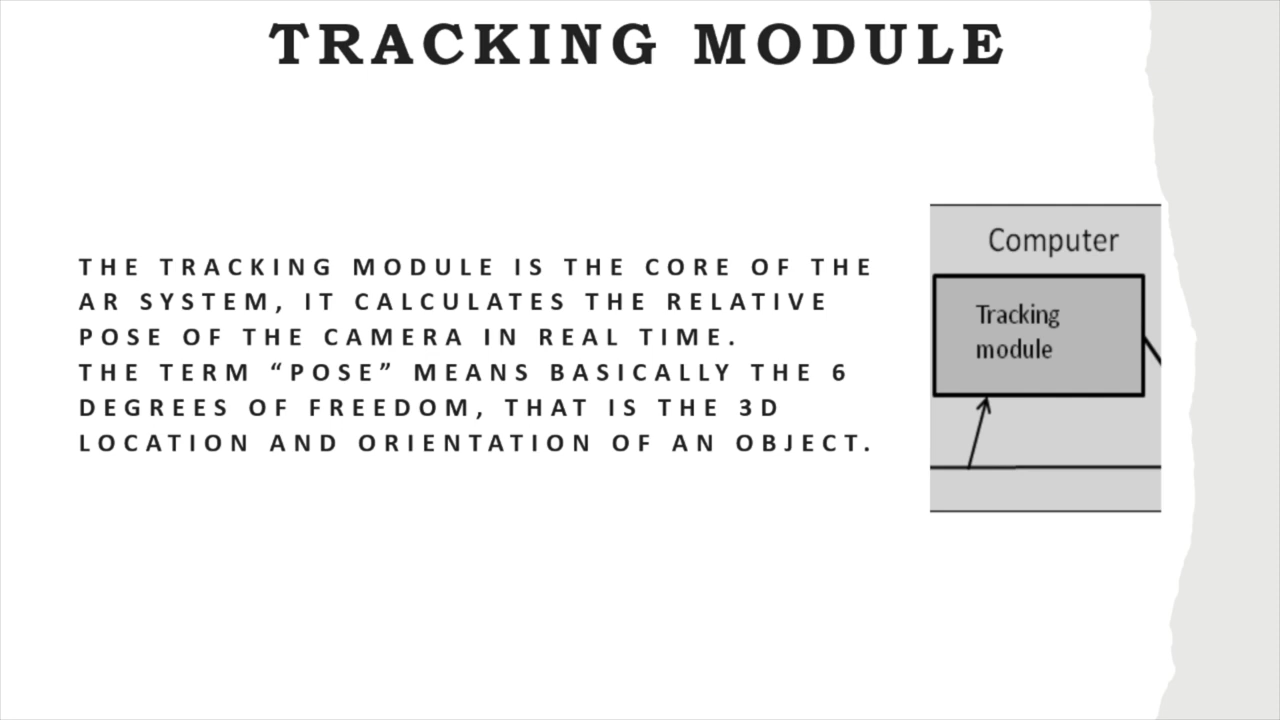 TRACKING MODULE
THE TRACKING MODULE IS THE CORE OF THE
AR SYSTEM, IT CALCULATES THE RELATIVE
POSE OF THE CAMERA IN REAL TIME.
THE TERM “POSE” MEANS BASICALLY THE 6
DEGREES OF FREEDOM, THAT IS THE 3D
LOCATION AND ORIENTATION OF AN OBJECT.
Computer
Tracking
module